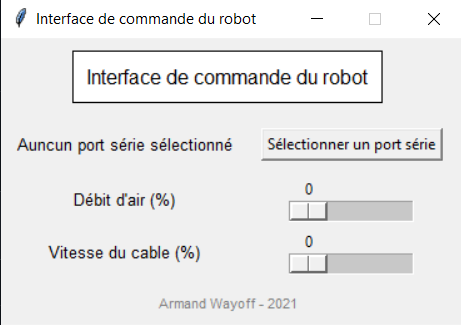 Interface de commande du robot
Interface de commande du robot
Auncun port série sélectionné
Sélectionner un port série
0
Débit d'air (%)
0
Vitesse du cable (%)
Armand Wayoff - 2021